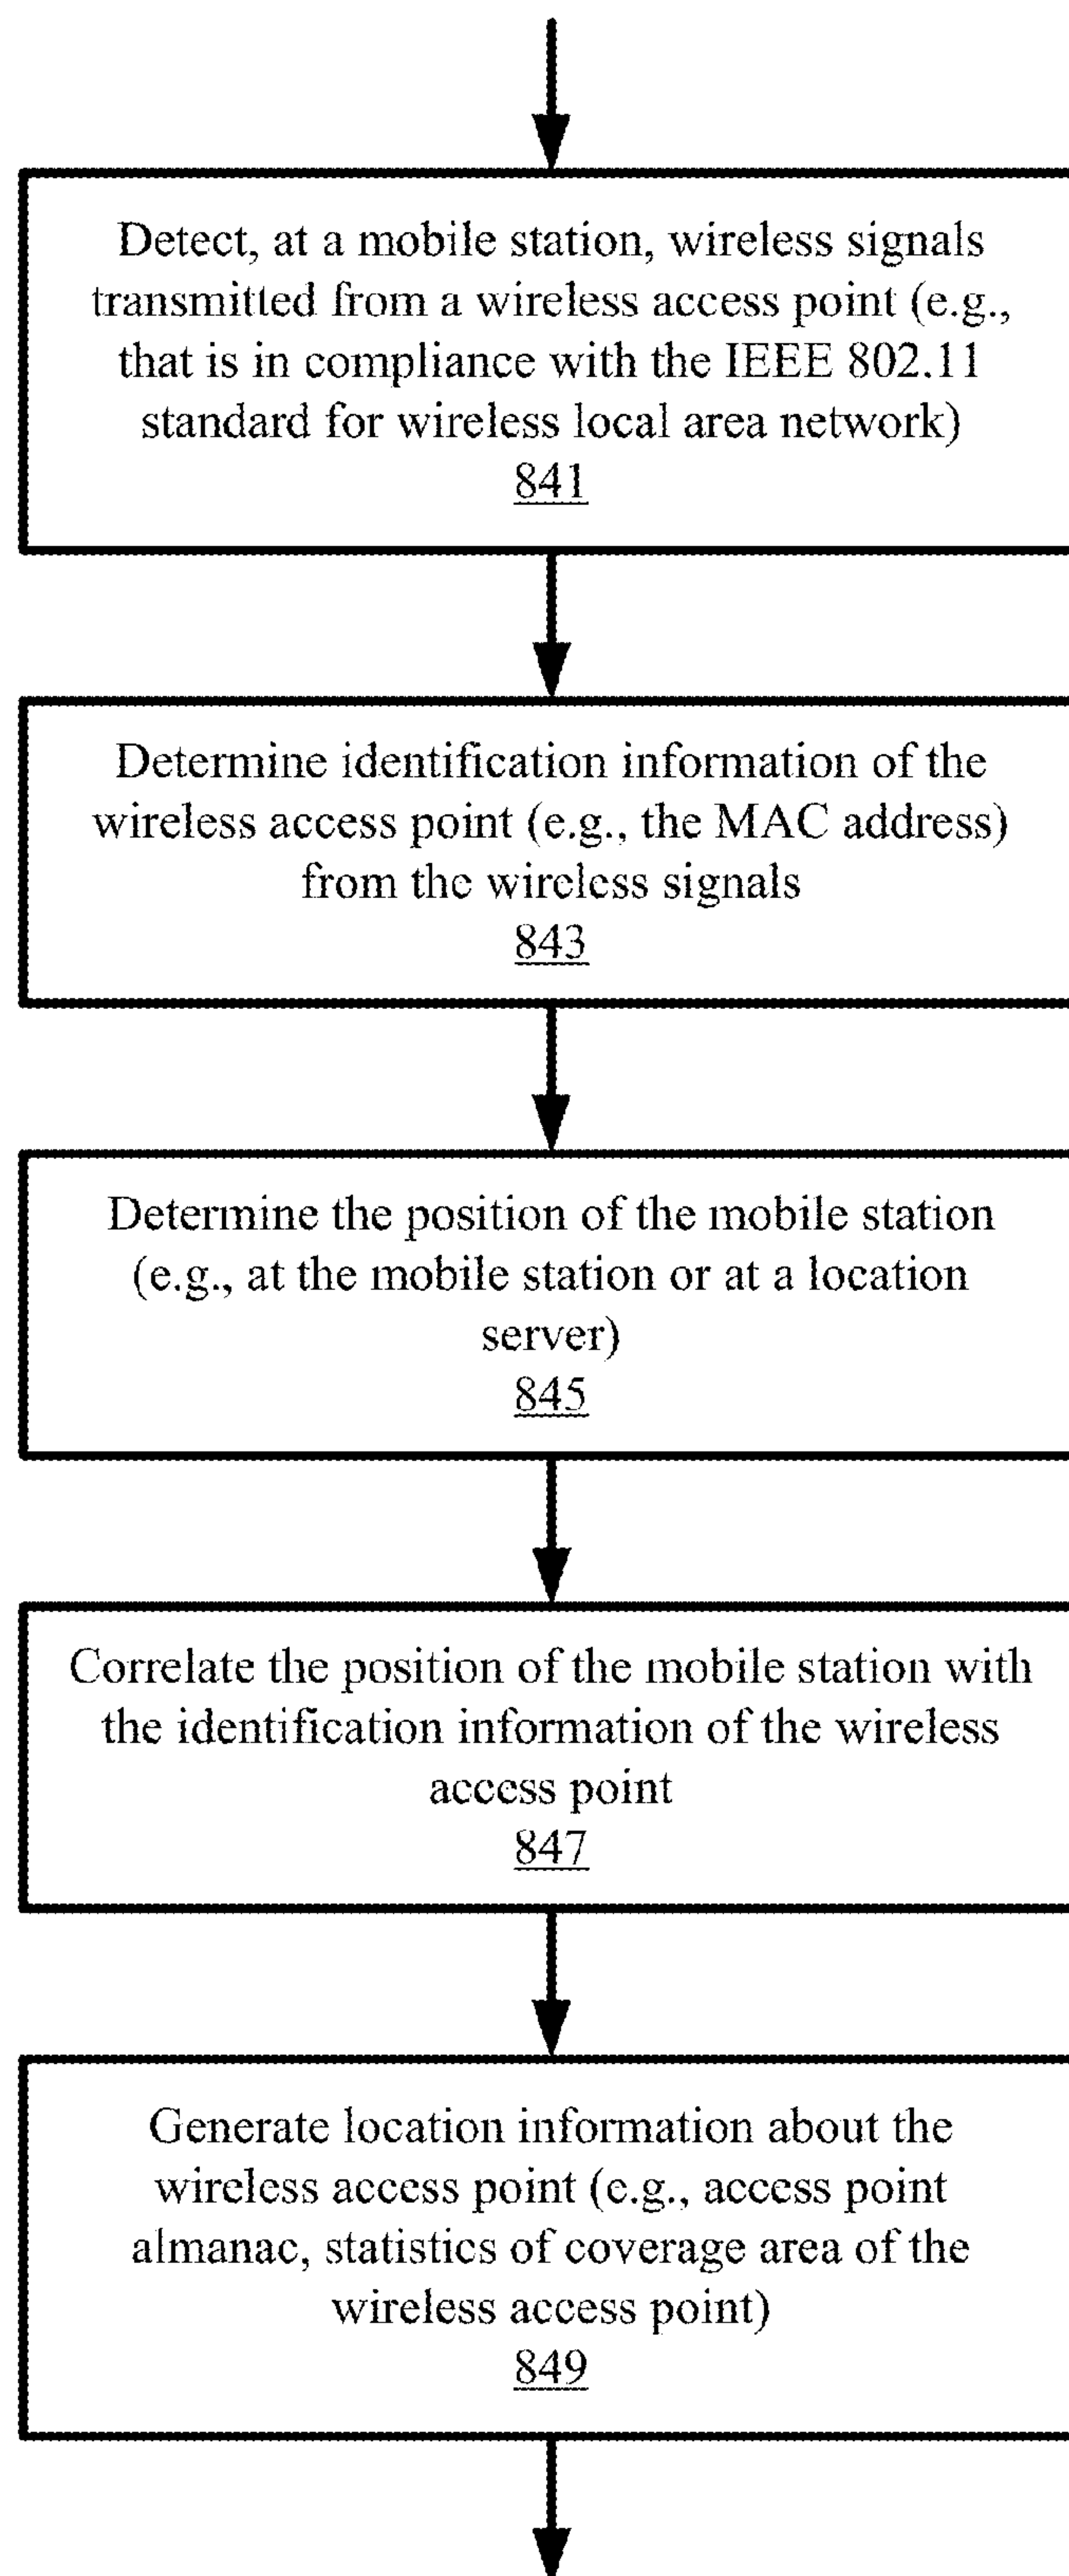 Detect, at a mobile station, wireless signals
transmitted from a wireless access point (e.g.,
that is in compliance with the IEEE 802.11
standard for wireless local area network)
841
Determine identification information of the
wireless access point (e.g., the MAC address)
from the wireless signals
843
Determine the position of the mobile station
(e.g., at the mobile station or at a location
server)
845
Correlate the position of the mobile station with
the identification information of the wireless
access point
847
Generate location information about the
wireless access point (e.g., access point
almanac, statistics of coverage area of the
wireless access point)
849